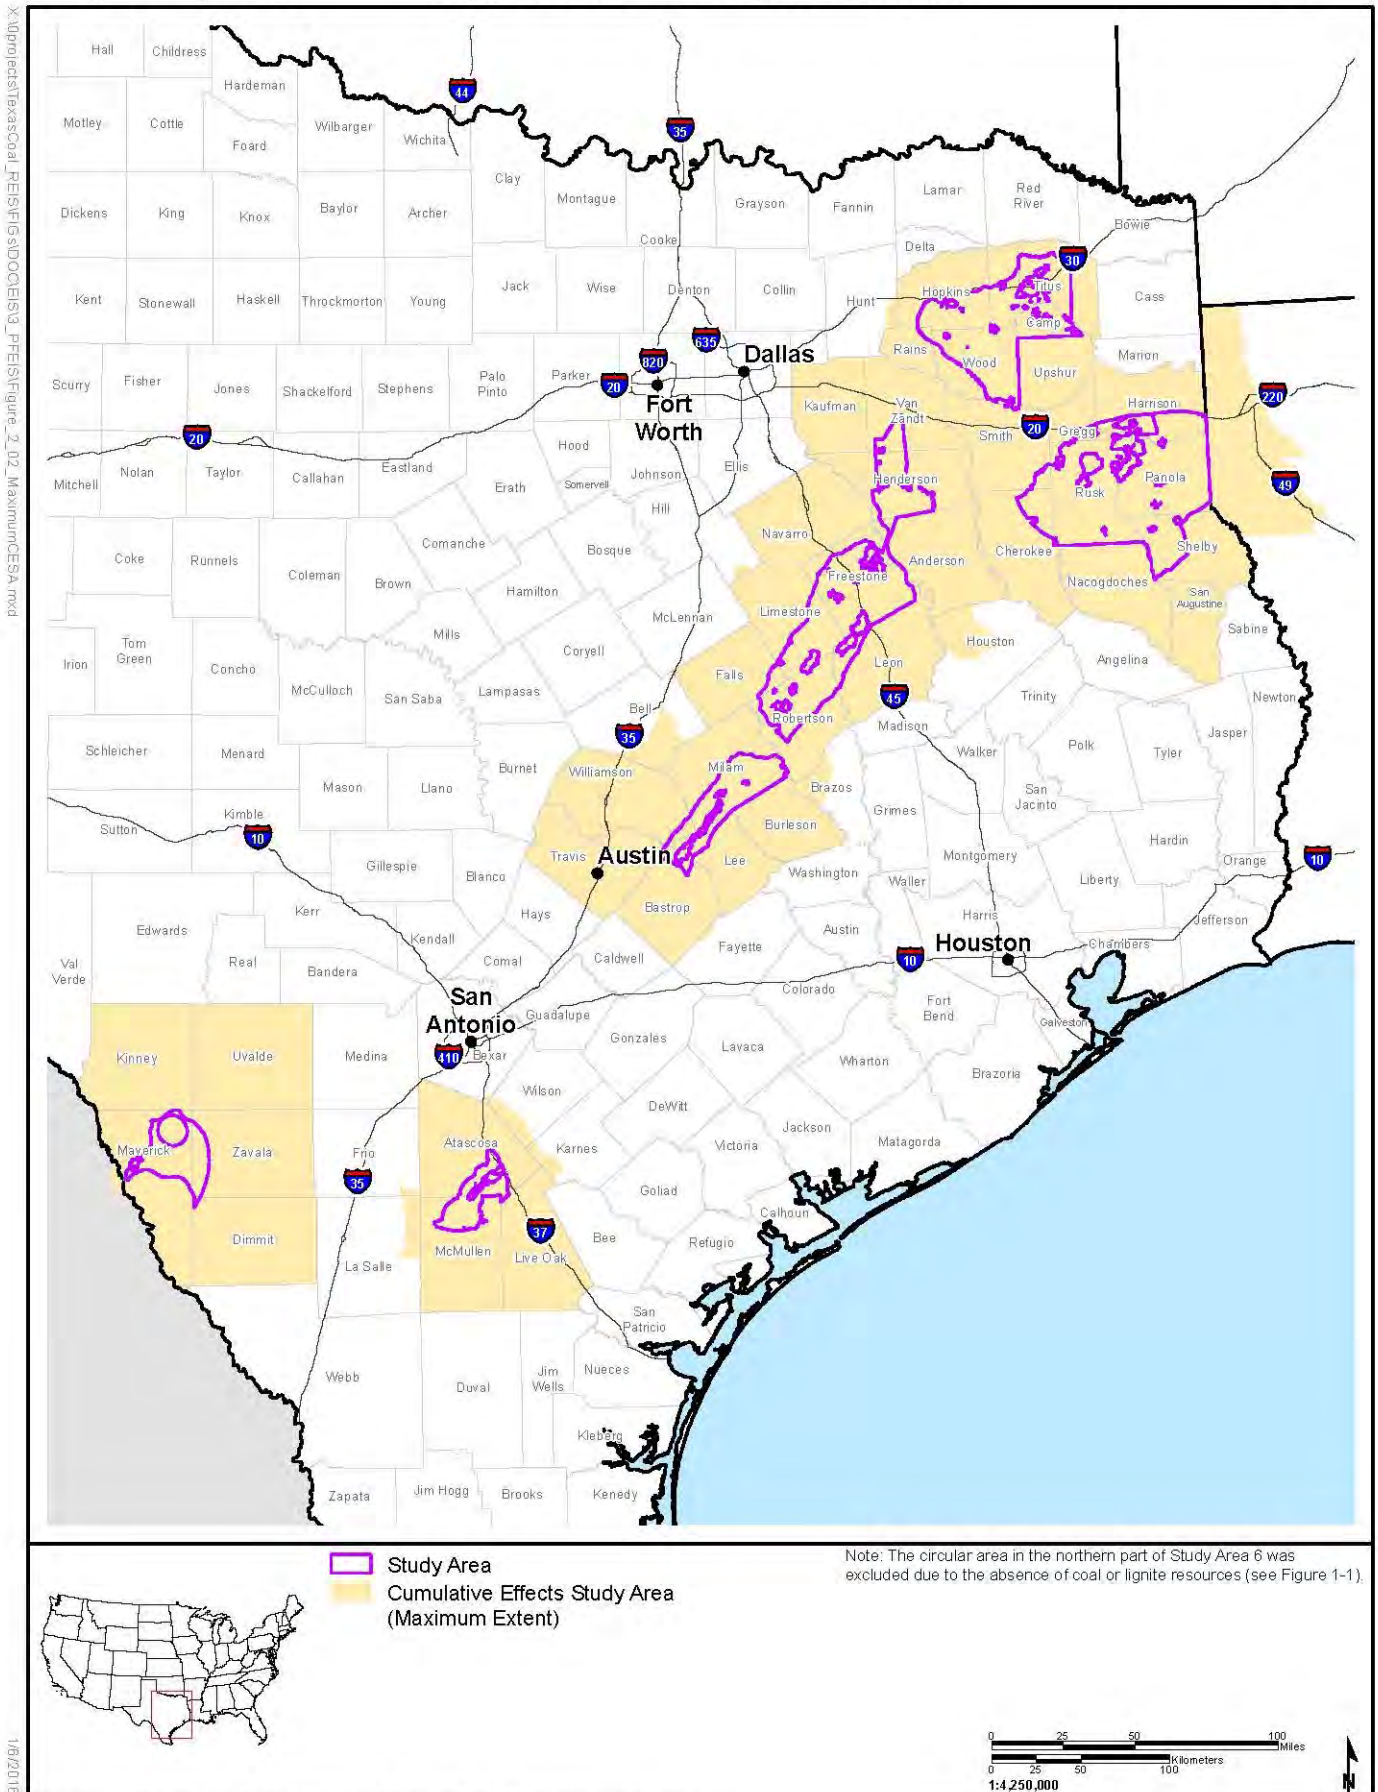 X:\0projects\TexasCoal_REIS\FIGs\DOC\EIS\3_PFEIS\Figure_2_02_MaximumCESA.mxd
Hall
Childress
Hardeman
44
35
Motley
Cottle
Foard
Wilbarger
Wichita
Clay
Montague
Grayson
Fannin
Lamar
Red
River
Bowie
Dickens
King
Knox
Baylor
Archer
Cooke
Delta
30
Kent
Stonewall
Haskell
Throckmorton
Young
Jack
Wise
Denton
Collin
Hunt
Hopkins
Titus
Cass
Camp
635
Dallas
Rains
Wood
Marion
Upshur
820
Scurry
Fisher
Jones
Shackelford
Stephens
Palo
Pinto
Parker
20
Fort
Worth
Kaufman
Van
Zandt
Smith
20
Gregg
Harrison
220
20
Mitchell
Nolan
Taylor
Callahan
Eastland
Erath
Hood
Somervell
Johnson
Ellis
Henderson
Rusk
Panola
49
Hill
Navarro
Coke
Runnels
Coleman
Brown
Comanche
Hamilton
Bosque
Freestone
Anderson
Cherokee
Shelby
Nacogdoches
San
Augustine
Limestone
McLennan
Irion
Tom
Green
Concho
McCulloch
San Saba
Mills
Lampasas
Coryell
Falls
Leon
Houston
Angelina
Sabine
45
Trinity
Newton
Bell
35
Robertson
Madison
Walker
Polk
Tyler
Jasper
Schleicher
Menard
Mason
Llano
Burnet
Williamson
Milam
Brazos
Grimes
San
Jacinto
Sutton
Kimble
10
Burleson
Hardin
Gillespie
Blanco
Travis
Austin
Lee
Washington
Montgomery
Waller
Liberty
Orange
10
Edwards
Kerr
Kendall
Hays
Bastrop
Harris
Jefferson
Val
Verde
Real
Bandera
Comal
Caldwell
Fayette
Austin
10
Houston
Chambers
San
Antonio
410
Bexar
Guadalupe
Gonzales
Colorado
Fort
Bend
Galveston
Kinney
Uvalde
Medina
Wilson
Lavaca
Wharton
Brazoria
Maverick
Zavala
Frio
35
Atascosa
Karnes
DeWitt
Victoria
Jackson
Matagorda
Goliad
Calhoun
Dimmit
La Salle
McMullen
37
Live Oak
Bee
Refugio
San
Patricio
Webb
Duval
Jim
Wells
Nueces
Kleberg
Zapata
Jim Hogg
Brooks
Kenedy
Study Area
Cumulative Effects Study Area
(Maximum Extent)
Note: The circular area in the northern part of Study Area 6 was
excluded due to the absence of coal or lignite resources (see Figure 1-1).
0 25 50 100
Miles
Kilometers
0 25 50 100
1:4,250,000
N